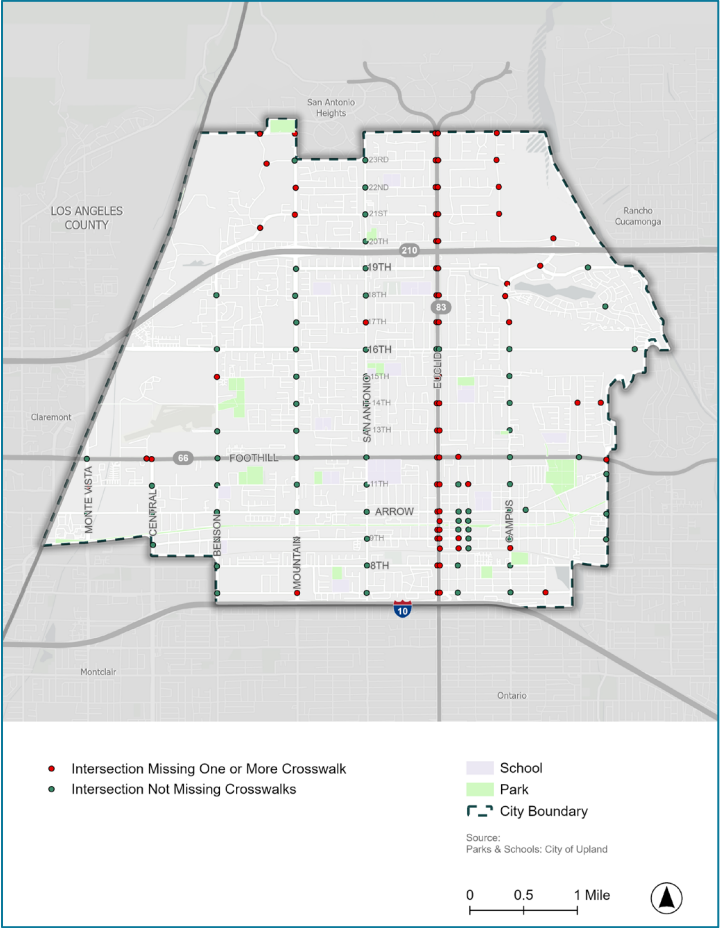 San Antonio
Heights
23RD
LOS ANGELES
COUNTY
22ND
21ST
Rancho
Cucamonga
20TH
210
19TH
18TH
83
17TH
16TH
EUCLID
15TH
SAN ANTONIO
14TH
Claremont
13TH
66
FOOTHILL
MONTE VISTA
11TH
CENTRAL
BENSON
ARROW
CAMPUS
9TH
MOUNTAIN
8TH
10
Montclair
Ontario
Intersection Missing One or More Crosswalk
Intersection Not Missing Crosswalks
School
Park
City Boundary
Source:
Parks & Schools: City of Upland
0 0.5 1 Mile